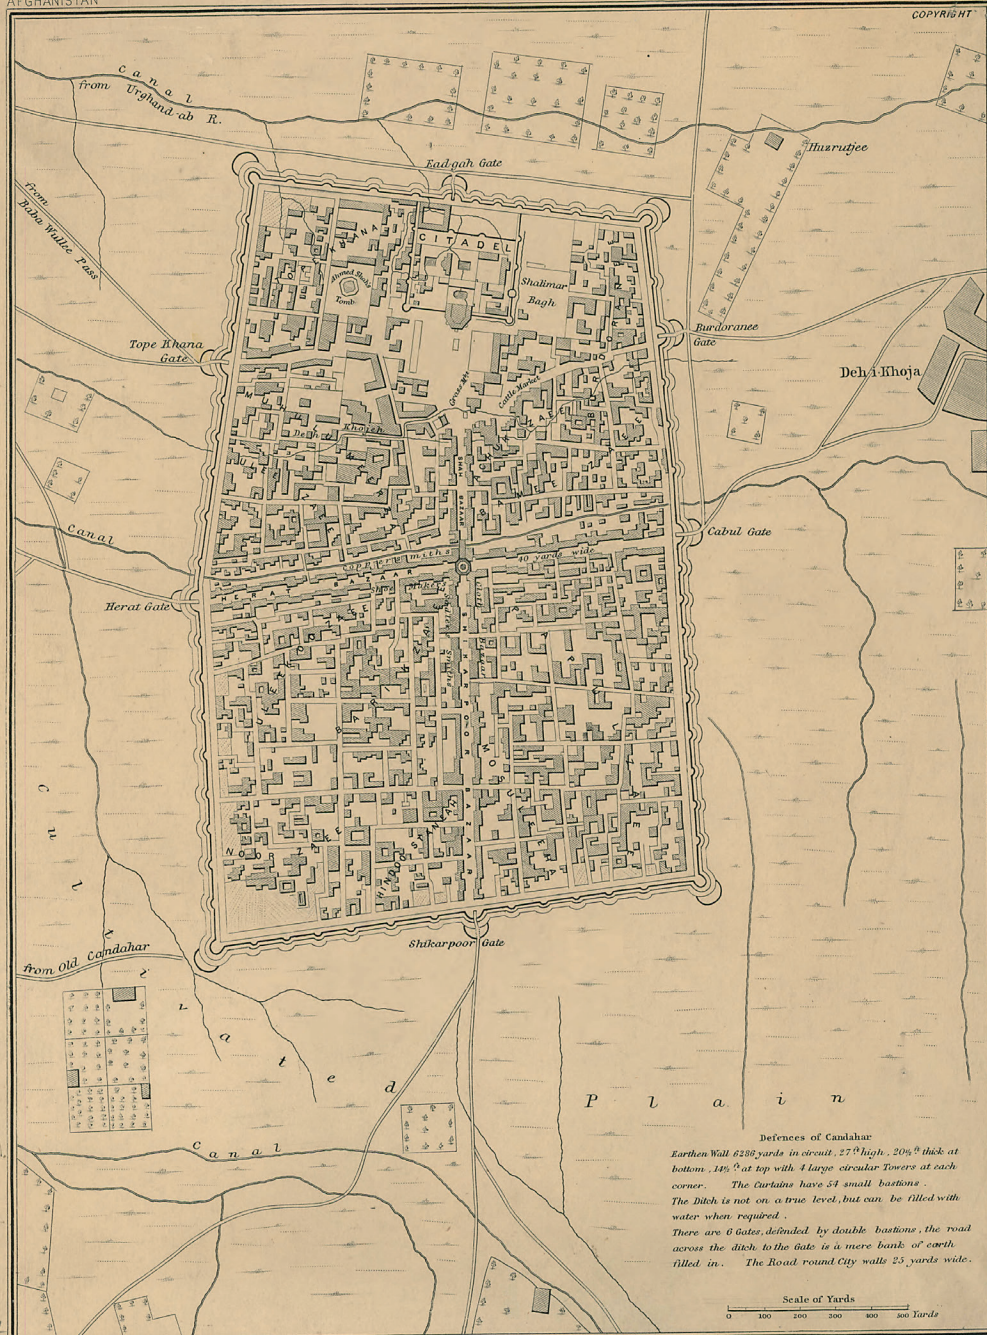 AFGHANISTAN
COPYRIGHT
Canal
from Urghand-ab R.
Huzrutjee
Eadgah Gate
from
Baba Wullee Pass
CITADEL
Ahmed Shahs
Tomb
Shalimar
Bagh
Burdoranee
Gate
Tope Khana
Gate
Deh-i-Khoja
Cattle Market
Khojeh
SHAH
BAZAAR
Canal
Coppersmiths
40 yards wide
Cabul Gate
HERAT BAZAAR
Herat Gate
SHIKARPOOR BAZAAR
NOORZAEE
HINDOOSTANEAH
Shikarpoor Gate
from Old Candahar
Cultivated
Plain
Canal
Defences of Candahar
Earthen Wall 6286 yards in circuit, 27 ft high, 20½ ft thick at
bottom, 14½ ft at top with 4 large circular Towers at each
corner. The Curtains have 54 small bastions.
The Ditch is not on a true level, but can be filled with
water when required.
There are 6 Gates, defended by double bastions, the road
across the ditch to the Gate is a mere bank of earth
filled in. The Road round City walls 25 yards wide.
Scale of Yards
0 100 200 300 400 500 Yards